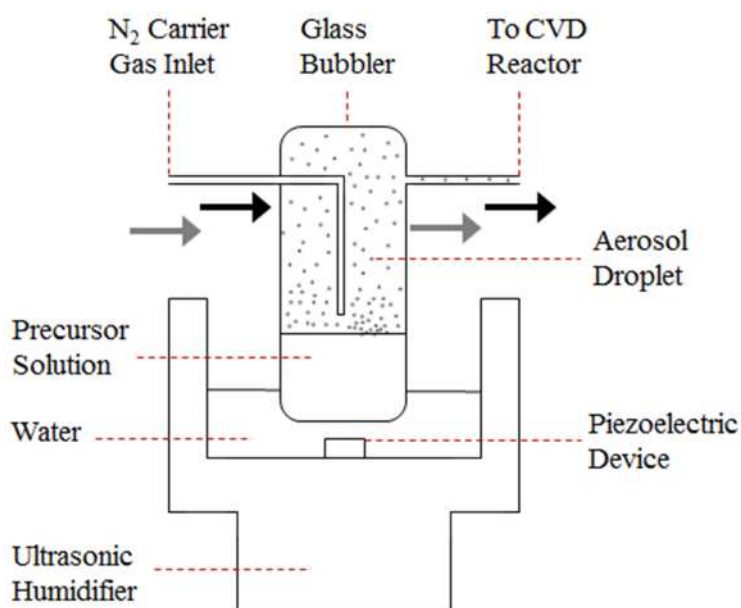 N₂ Carrier
Gas Inlet
Glass
Bubbler
To CVD
Reactor
Aerosol
Droplet
Precursor
Solution
Water
Piezoelectric
Device
Ultrasonic
Humidifier